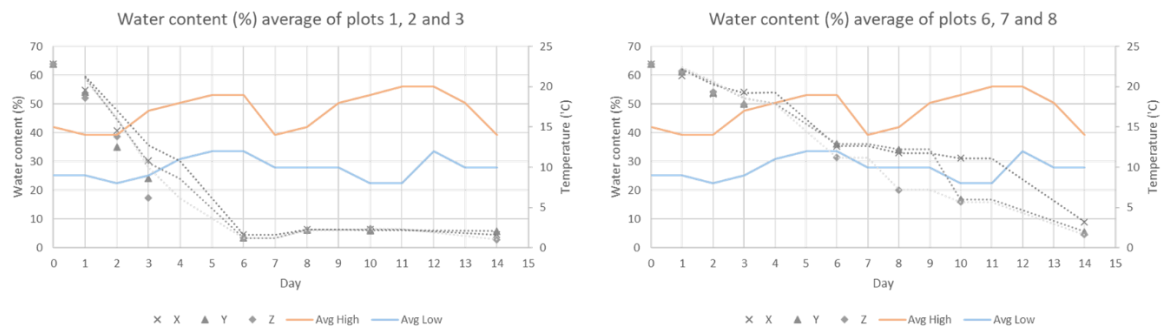 Water content (%) average of plots 1, 2 and 3
70
60
50
40
30
20
10
0
Water content (%)
25
20
15
10
5
0
Temperature (°C)
0 1 2 3 4 5 6 7 8 9 10 11 12 13 14 15
Day
X Y Z Avg High Avg Low
Water content (%) average of plots 6, 7 and 8
70
60
50
40
30
20
10
0
Water content (%)
25
20
15
10
5
0
Temperature (°C)
0 1 2 3 4 5 6 7 8 9 10 11 12 13 14 15
Day
X Y Z Avg High Avg Low